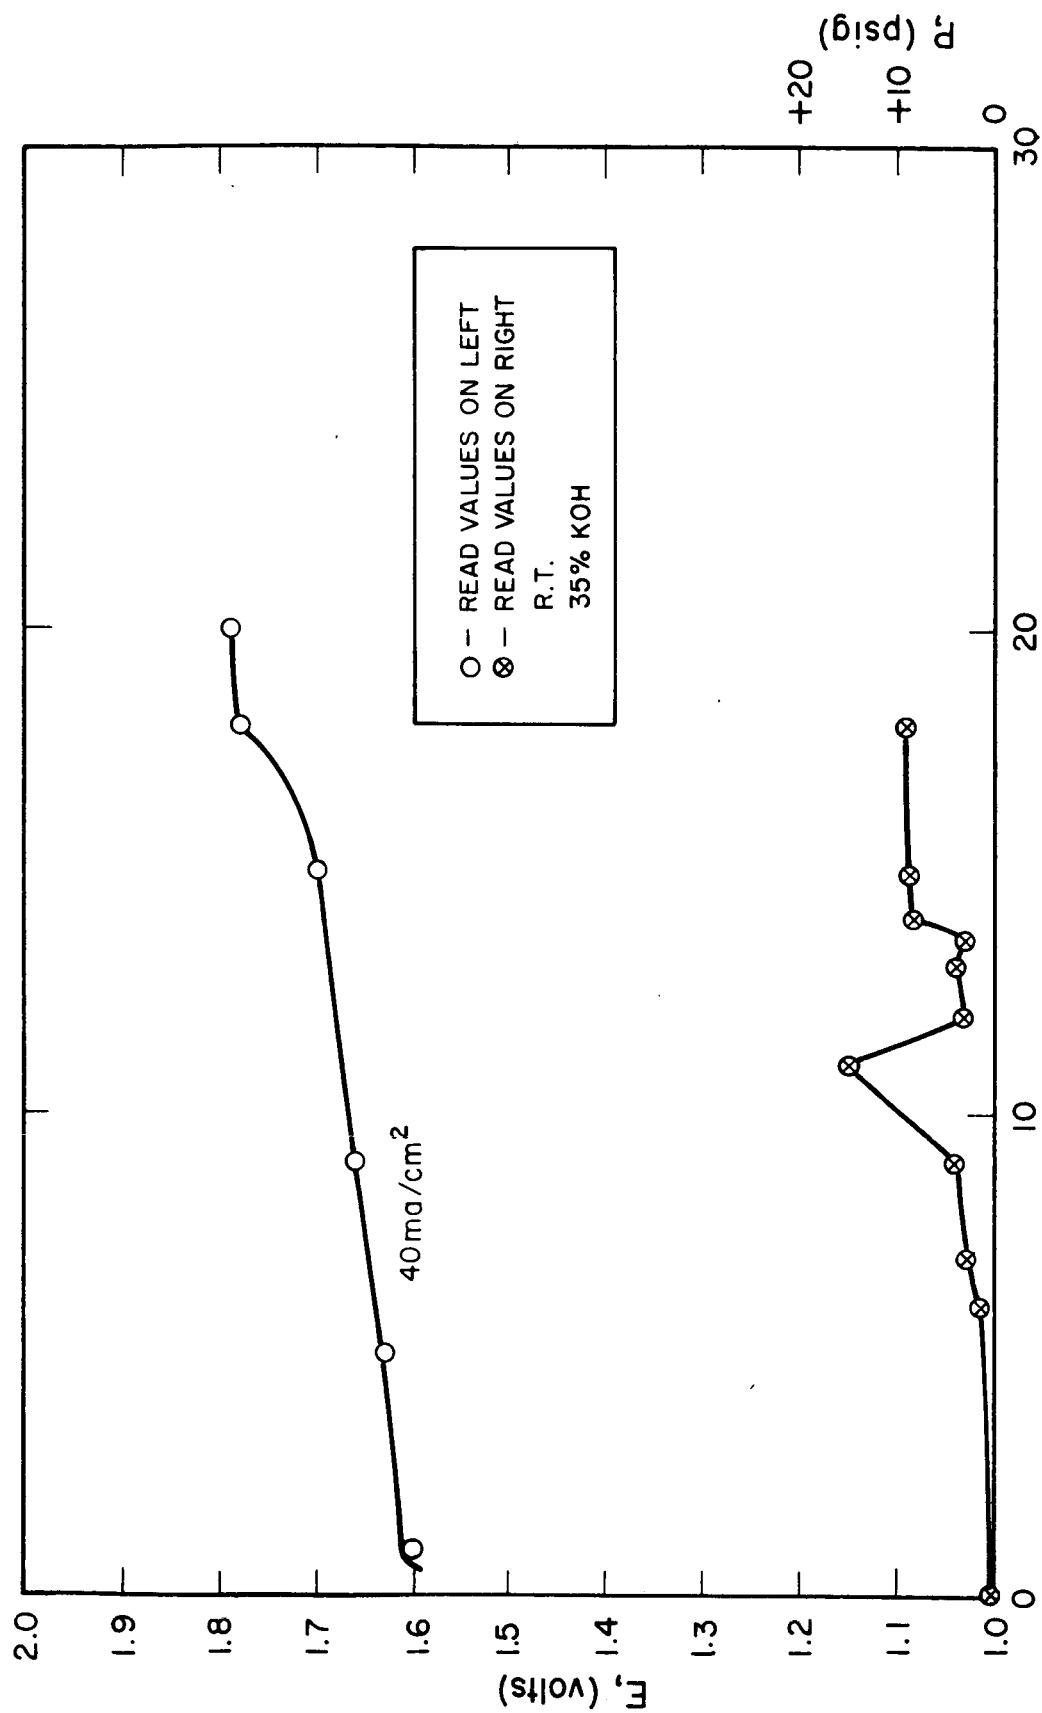 2.0
1.9
1.8
1.7
1.6
1.5
1.4
1.3
1.2
1.1
1.0
E, (volts)
40ma/cm²
O – READ VALUES ON LEFT
⊗ – READ VALUES ON RIGHT
R.T.
35% KOH
+20
+10
0
P, (psig)
0
10
20
30